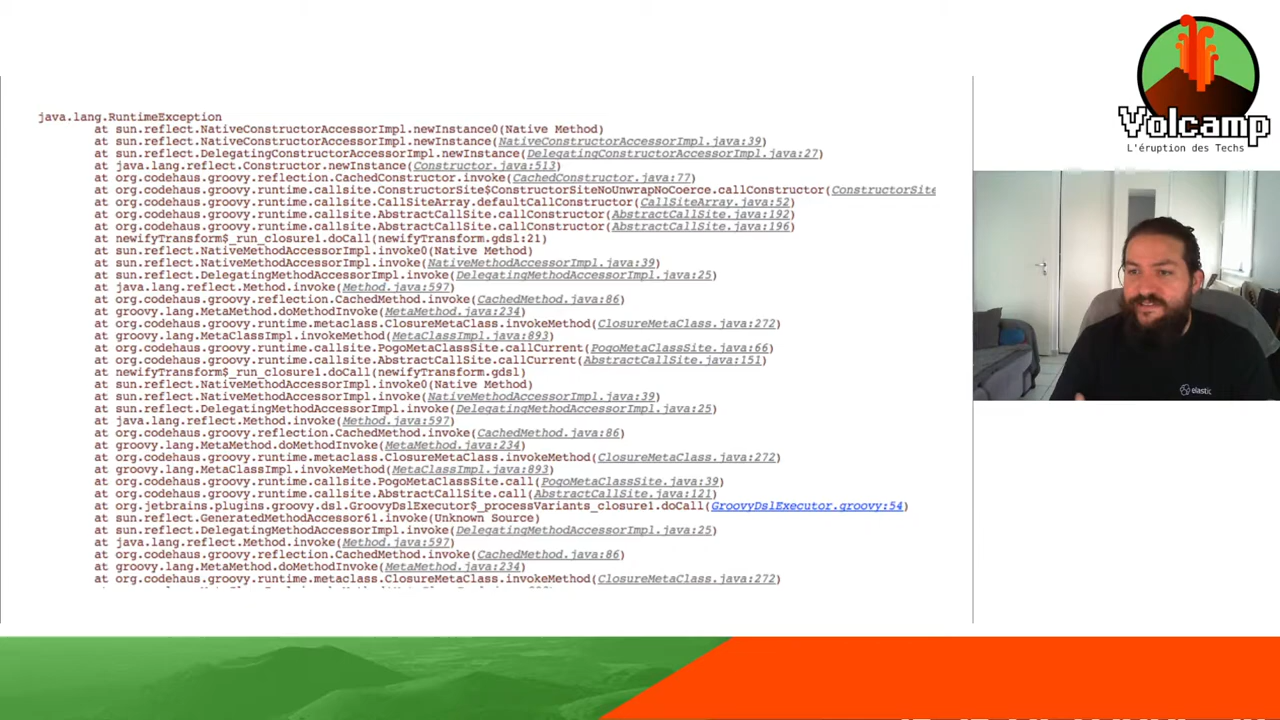 java.lang.RuntimeException
at sun.reflect.NativeConstructorAccessorImpl.newInstance0(Native Method)
at sun.reflect.NativeConstructorAccessorImpl.newInstance(NativeConstructorAccessorImpl.java:39)
at sun.reflect.DelegatingConstructorAccessorImpl.newInstance(DelegatingConstructorAccessorImpl.java:27)
at java.lang.reflect.Constructor.newInstance(Constructor.java:513)
at org.codehaus.groovy.reflection.CachedConstructor.invoke(CachedConstructor.java:77)
at org.codehaus.groovy.runtime.callsite.ConstructorSite$ConstructorSiteNoUnwrapNoCoerce.callConstructor(ConstructorSite
at org.codehaus.groovy.runtime.callsite.CallSiteArray.defaultCallConstructor(CallSiteArray.java:52)
at org.codehaus.groovy.runtime.callsite.AbstractCallSite.callConstructor(AbstractCallSite.java:192)
at org.codehaus.groovy.runtime.callsite.AbstractCallSite.callConstructor(AbstractCallSite.java:196)
at newifyTransform$_run_closure1.doCall(newifyTransform.gdsl:21)
at sun.reflect.NativeMethodAccessorImpl.invoke0(Native Method)
at sun.reflect.NativeMethodAccessorImpl.invoke(NativeMethodAccessorImpl.java:39)
at sun.reflect.DelegatingMethodAccessorImpl.invoke(DelegatingMethodAccessorImpl.java:25)
at java.lang.reflect.Method.invoke(Method.java:597)
at org.codehaus.groovy.reflection.CachedMethod.invoke(CachedMethod.java:86)
at groovy.lang.MetaMethod.doMethodInvoke(MetaMethod.java:234)
at org.codehaus.groovy.runtime.metaclass.ClosureMetaClass.invokeMethod(ClosureMetaClass.java:272)
at groovy.lang.MetaClassImpl.invokeMethod(MetaClassImpl.java:893)
at org.codehaus.groovy.runtime.callsite.PogoMetaClassSite.callCurrent(PogoMetaClassSite.java:66)
at org.codehaus.groovy.runtime.callsite.AbstractCallSite.callCurrent(AbstractCallSite.java:151)
at newifyTransform$_run_closure1.doCall(newifyTransform.gdsl)
at sun.reflect.NativeMethodAccessorImpl.invoke0(Native Method)
at sun.reflect.NativeMethodAccessorImpl.invoke(NativeMethodAccessorImpl.java:39)
at sun.reflect.DelegatingMethodAccessorImpl.invoke(DelegatingMethodAccessorImpl.java:25)
at java.lang.reflect.Method.invoke(Method.java:597)
at org.codehaus.groovy.reflection.CachedMethod.invoke(CachedMethod.java:86)
at groovy.lang.MetaMethod.doMethodInvoke(MetaMethod.java:234)
at org.codehaus.groovy.runtime.metaclass.ClosureMetaClass.invokeMethod(ClosureMetaClass.java:272)
at groovy.lang.MetaClassImpl.invokeMethod(MetaClassImpl.java:893)
at org.codehaus.groovy.runtime.callsite.PogoMetaClassSite.call(PogoMetaClassSite.java:39)
at org.codehaus.groovy.runtime.callsite.AbstractCallSite.call(AbstractCallSite.java:121)
at org.jetbrains.plugins.groovy.dsl.GroovyDslExecutor$_processVariants_closure1.doCall(GroovyDslExecutor.groovy:54)
at sun.reflect.GeneratedMethodAccessor61.invoke(Unknown Source)
at sun.reflect.DelegatingMethodAccessorImpl.invoke(DelegatingMethodAccessorImpl.java:25)
at java.lang.reflect.Method.invoke(Method.java:597)
at org.codehaus.groovy.reflection.CachedMethod.invoke(CachedMethod.java:86)
at groovy.lang.MetaMethod.doMethodInvoke(MetaMethod.java:234)
at org.codehaus.groovy.runtime.metaclass.ClosureMetaClass.invokeMethod(ClosureMetaClass.java:272)
Volcamp
L'éruption des Techs
elastic